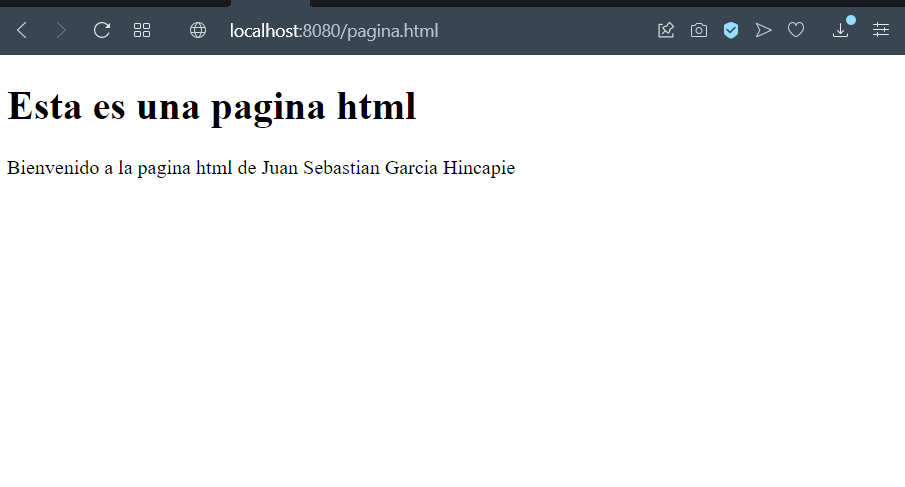 localhost:8080/pagina.html
Esta es una pagina html
Bienvenido a la pagina html de Juan Sebastian Garcia Hincapie